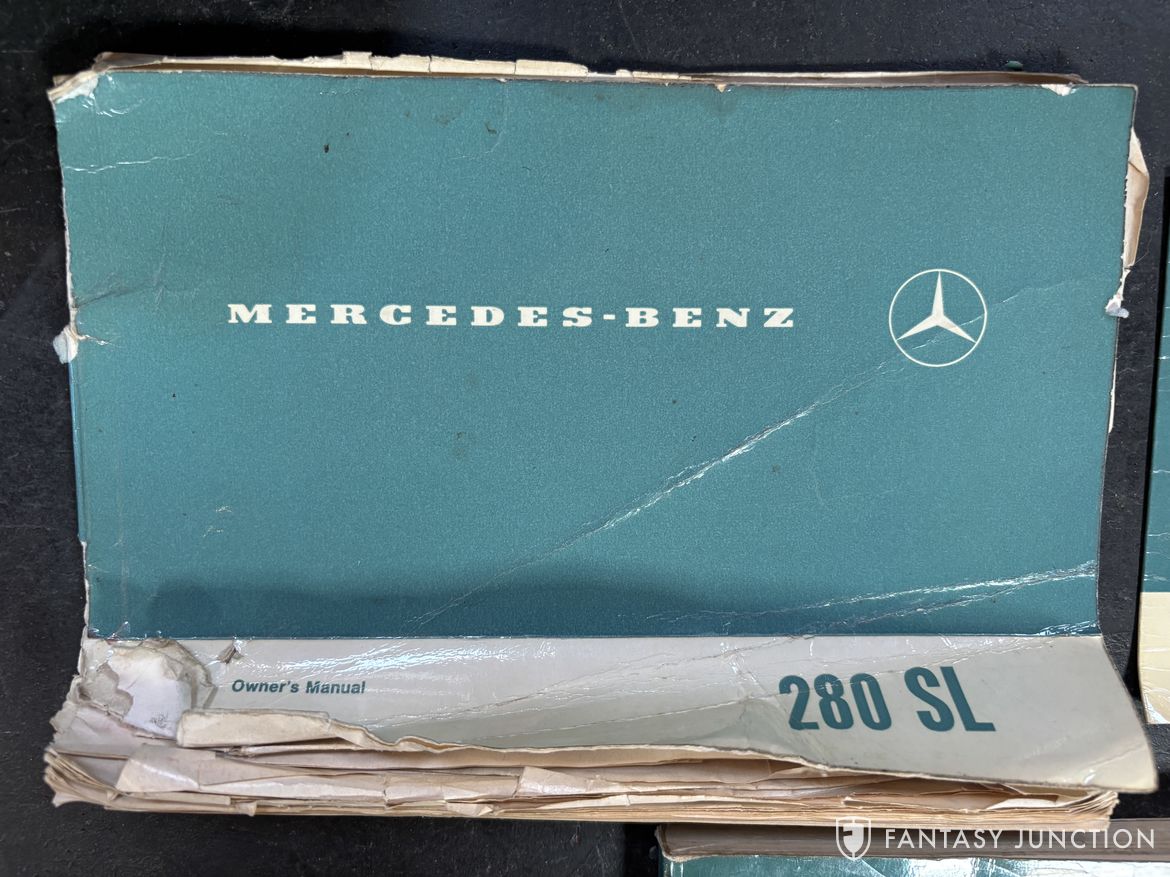 MERCEDES-BENZ
Owner's Manual
280 SL
FANTASY JUNCTION